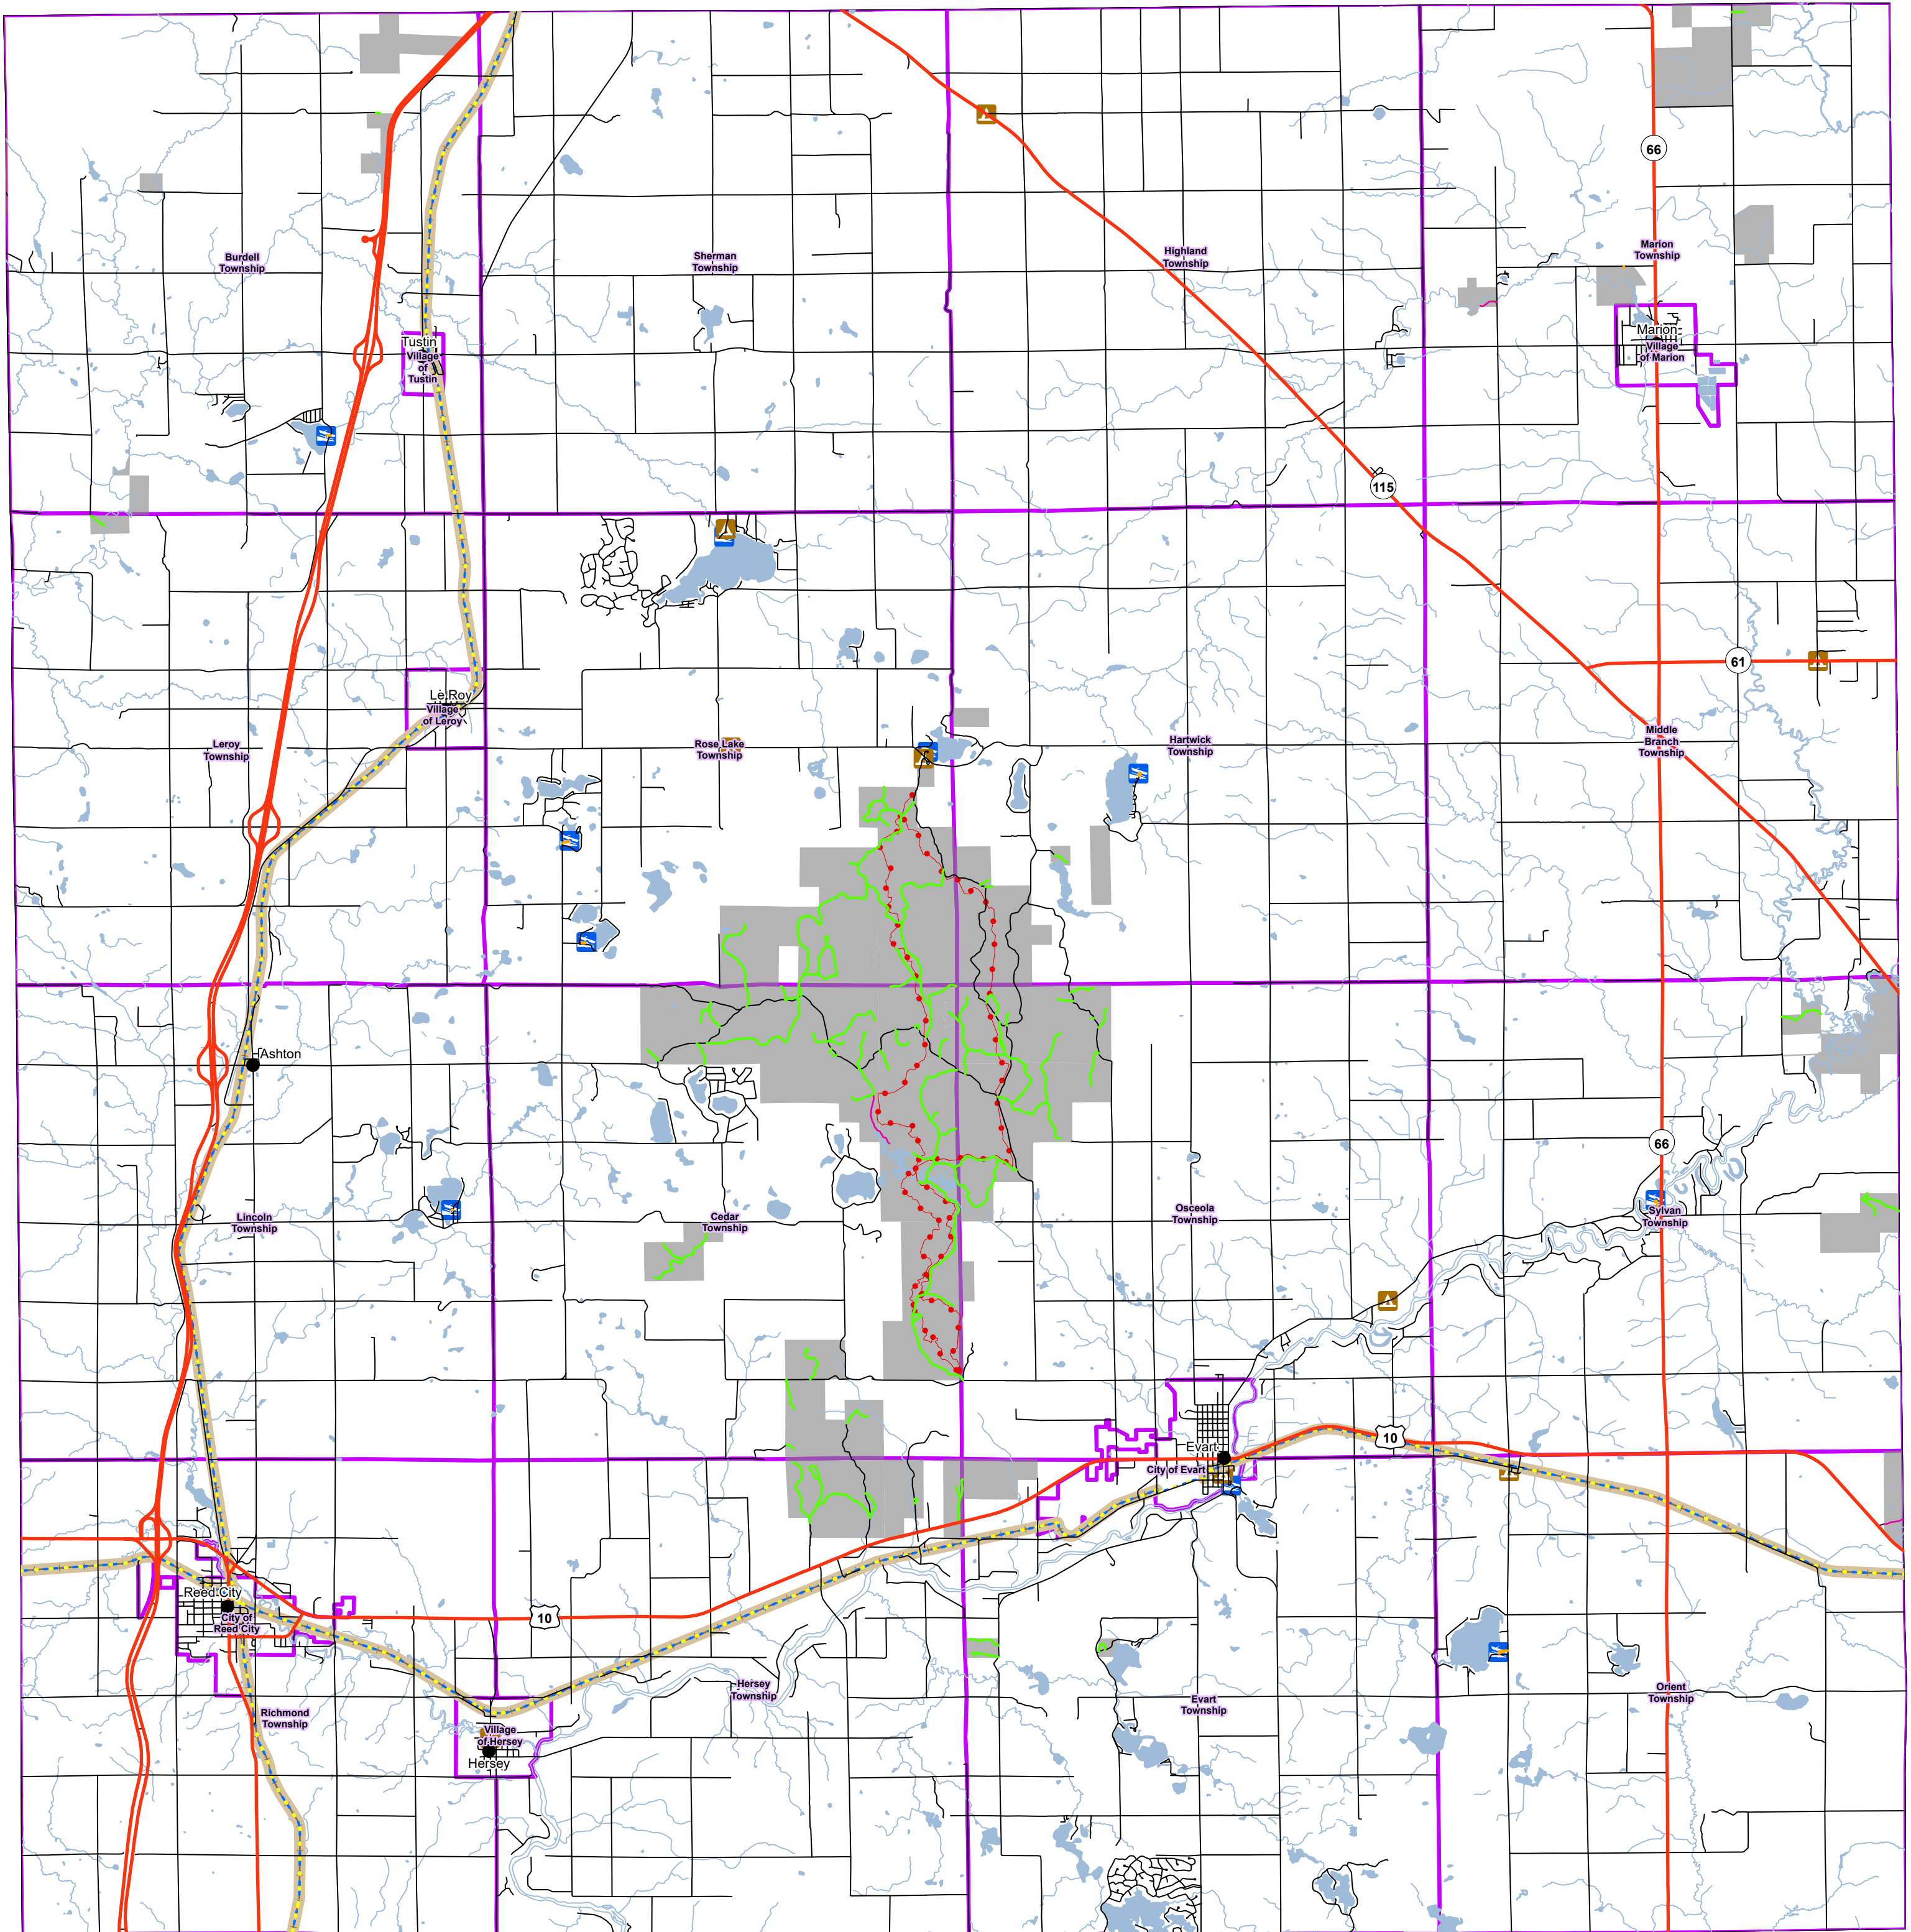 66
Burdell
Township
Sherman
Township
Highland
Township
Marion
Township
Tustin
Village
of
Tustin
Marion
Village
of Marion
115
61
Le Roy
Village
of Leroy
Leroy
Township
Rose Lake
Township
Hartwick
Township
Middle
Branch
Township
Ashton
66
Lincoln
Township
Cedar
Township
Osceola
Township
Sylvan
Township
10
Evart
City of Evart
Reed City
City of
Reed City
10
Richmond
Township
Hersey
Township
Evart
Township
Orient
Township
Village
of Hersey
Hersey